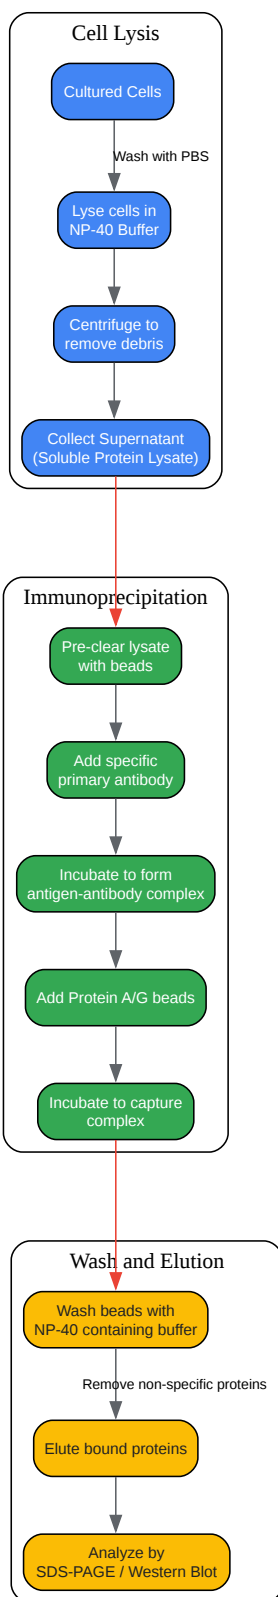 Cell Lysis
Cultured Cells
Wash with PBS
Lyse cells in
NP-40 Buffer
Centrifuge to
remove debris
Collect Supernatant
(Soluble Protein Lysate)
Immunoprecipitation
Pre-clear lysate
with beads
Add specific
primary antibody
Incubate to form
antigen-antibody complex
Add Protein A/G beads
Incubate to capture
complex
Wash and Elution
Wash beads with
NP-40 containing buffer
Remove non-specific proteins
Elute bound proteins
Analyze by
SDS-PAGE / Western Blot